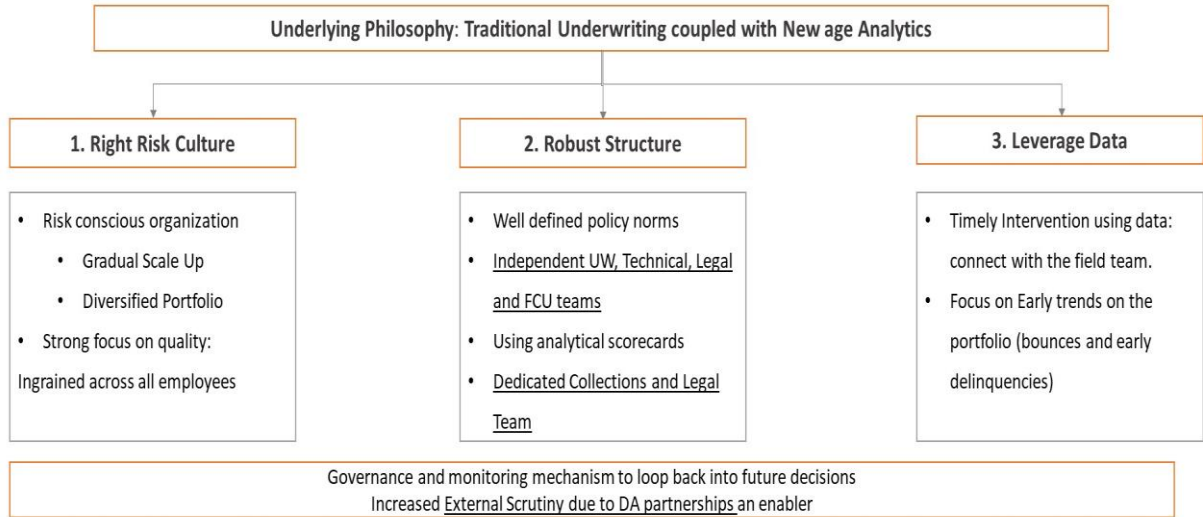 Underlying Philosophy: Traditional Underwriting coupled with New age Analytics
1. Right Risk Culture
• Risk conscious organization
• Gradual Scale Up
• Diversified Portfolio
• Strong focus on quality:
Ingrained across all employees
2. Robust Structure
• Well defined policy norms
• Independent UW, Technical, Legal
and FCU teams
• Using analytical scorecards
• Dedicated Collections and Legal
Team
3. Leverage Data
• Timely Intervention using data:
connect with the field team.
• Focus on Early trends on the
portfolio (bounces and early
delinquencies)
Governance and monitoring mechanism to loop back into future decisions
Increased External Scrutiny due to DA partnerships an enabler